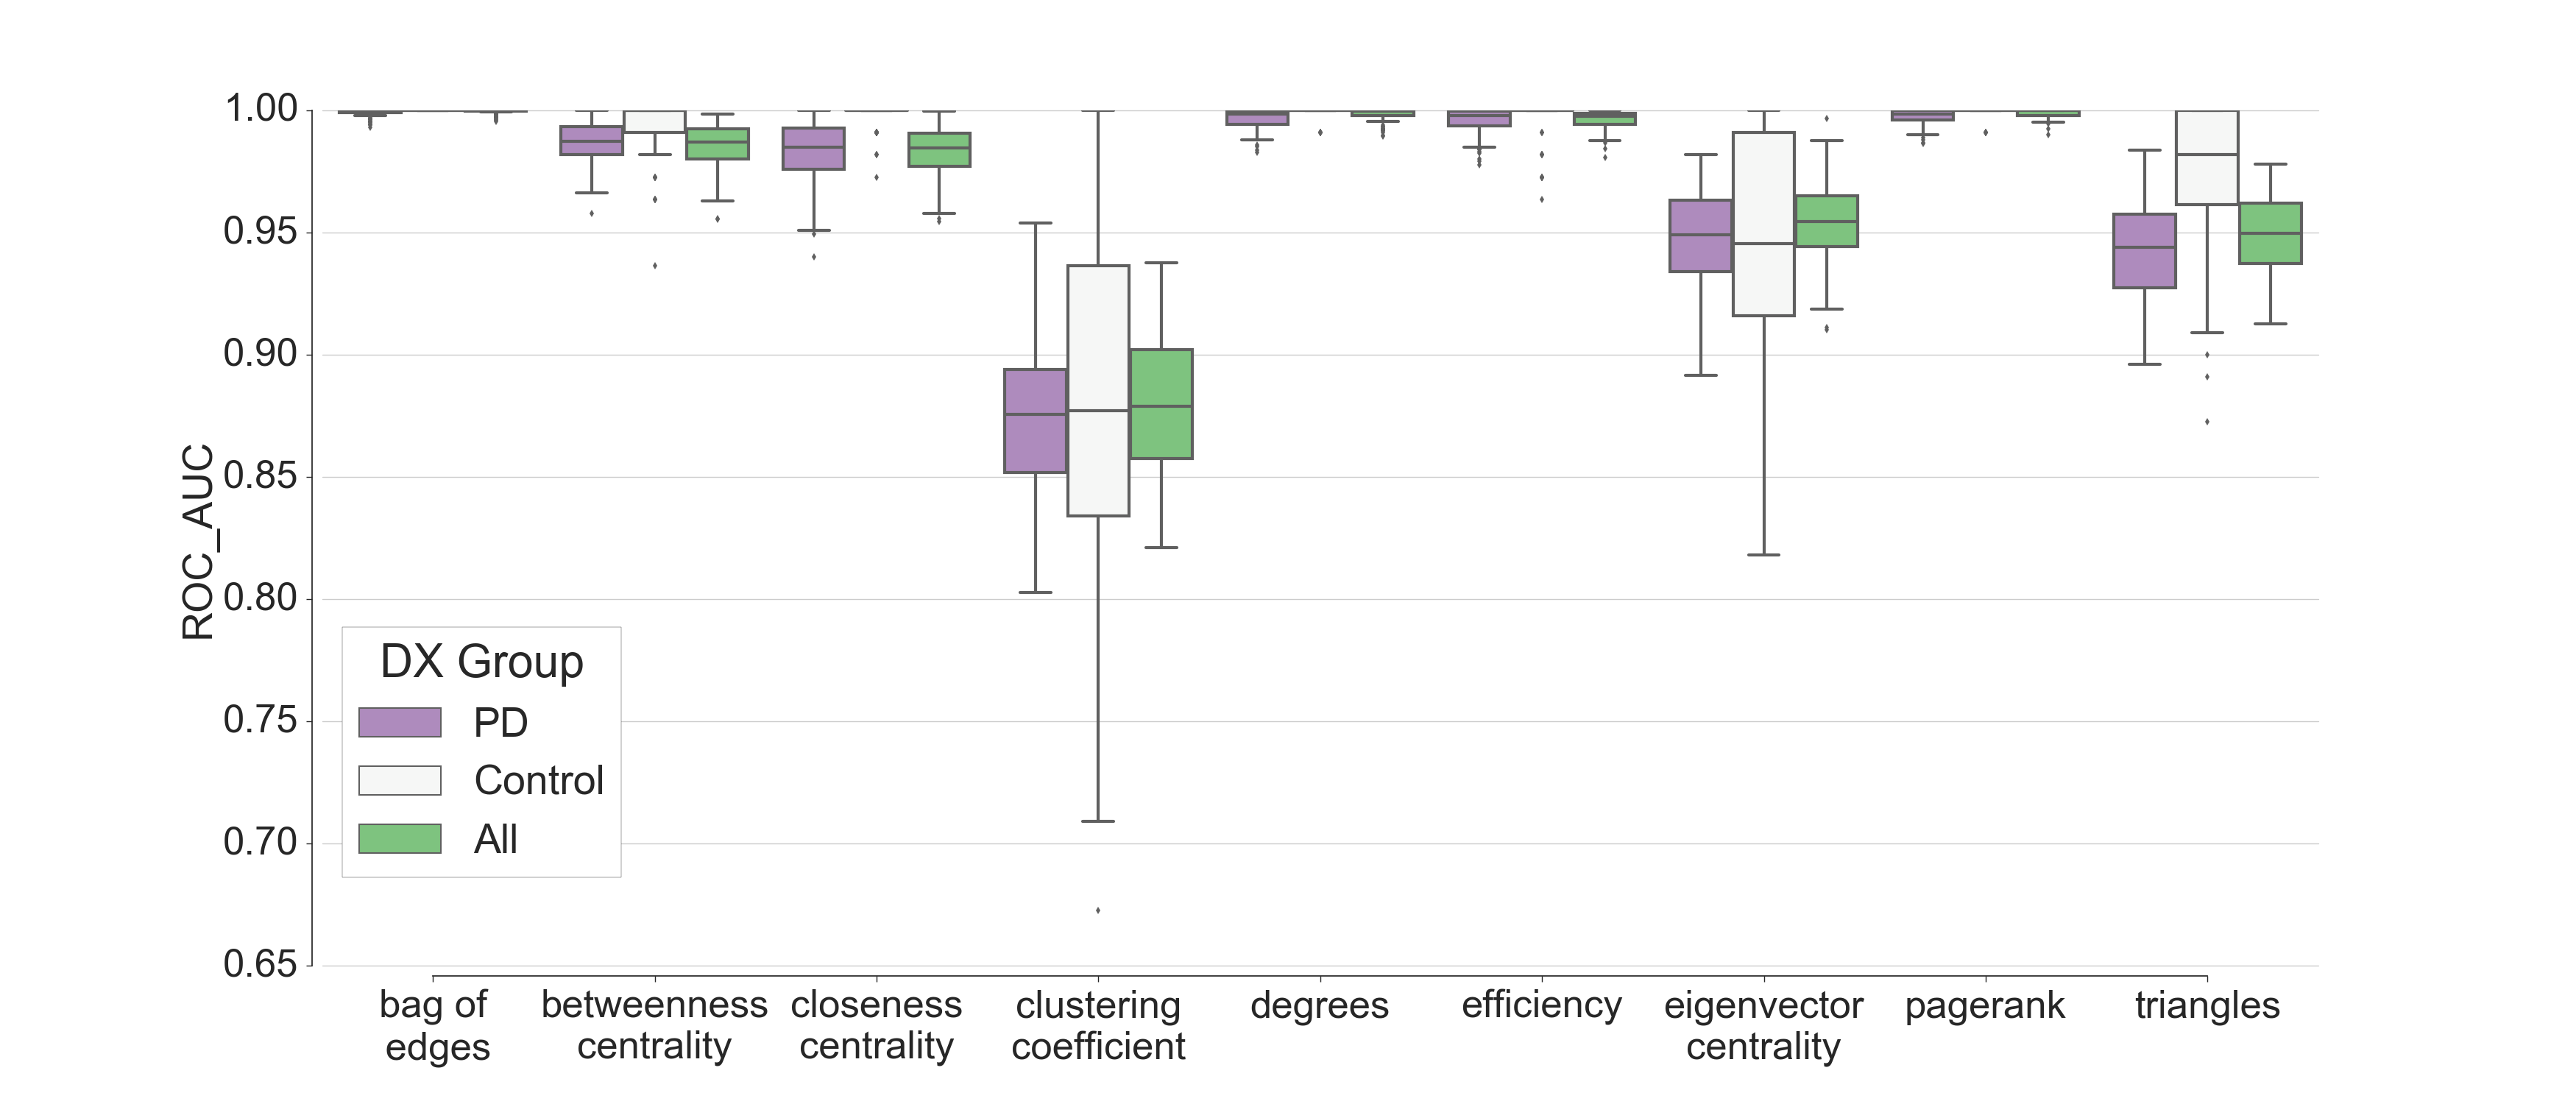 1.00
0.95
0.90
0.85
0.80
0.75
0.70
0.65
ROC_AUC
DX Group
PD
Control
All
bag of
edges
betweenness
centrality
closeness
centrality
clustering
coefficient
degrees
efficiency
eigenvector
centrality
pagerank
triangles